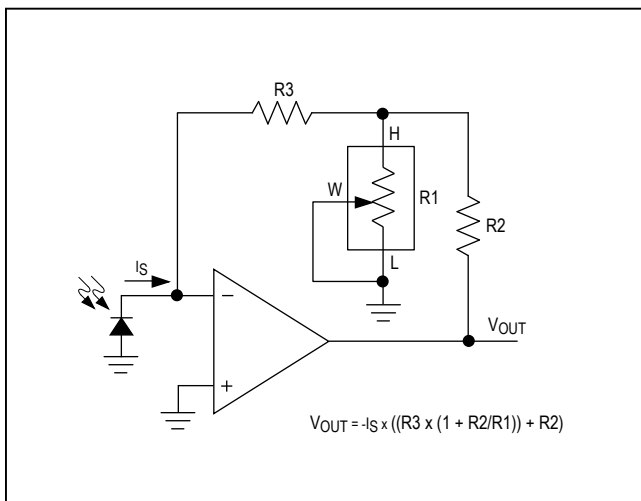 R3
H
W
R1
R2
L
IS
−
VOUT
+
VOUT = -IS x ((R3 x (1 + R2/R1)) + R2)